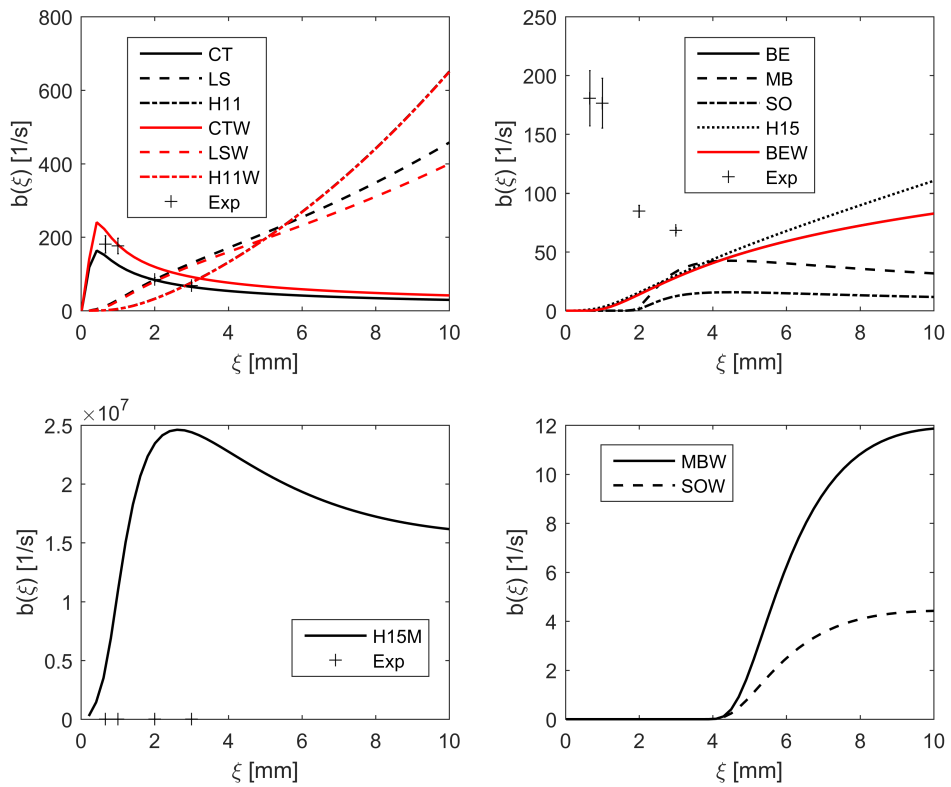 800
600
400
200
0
b(ξ) [1/s]
0 2 4 6 8 10
ξ [mm]
CT
LS
H11
CTW
LSW
H11W
Exp
250
200
150
100
50
0
b(ξ) [1/s]
0 2 4 6 8 10
ξ [mm]
BE
MB
SO
H15
BEW
Exp
×10⁷
2.5
2
1.5
1
0.5
0
b(ξ) [1/s]
0 2 4 6 8 10
ξ [mm]
H15M
Exp
12
10
8
6
4
2
0
b(ξ) [1/s]
0 2 4 6 8 10
ξ [mm]
MBW
SOW